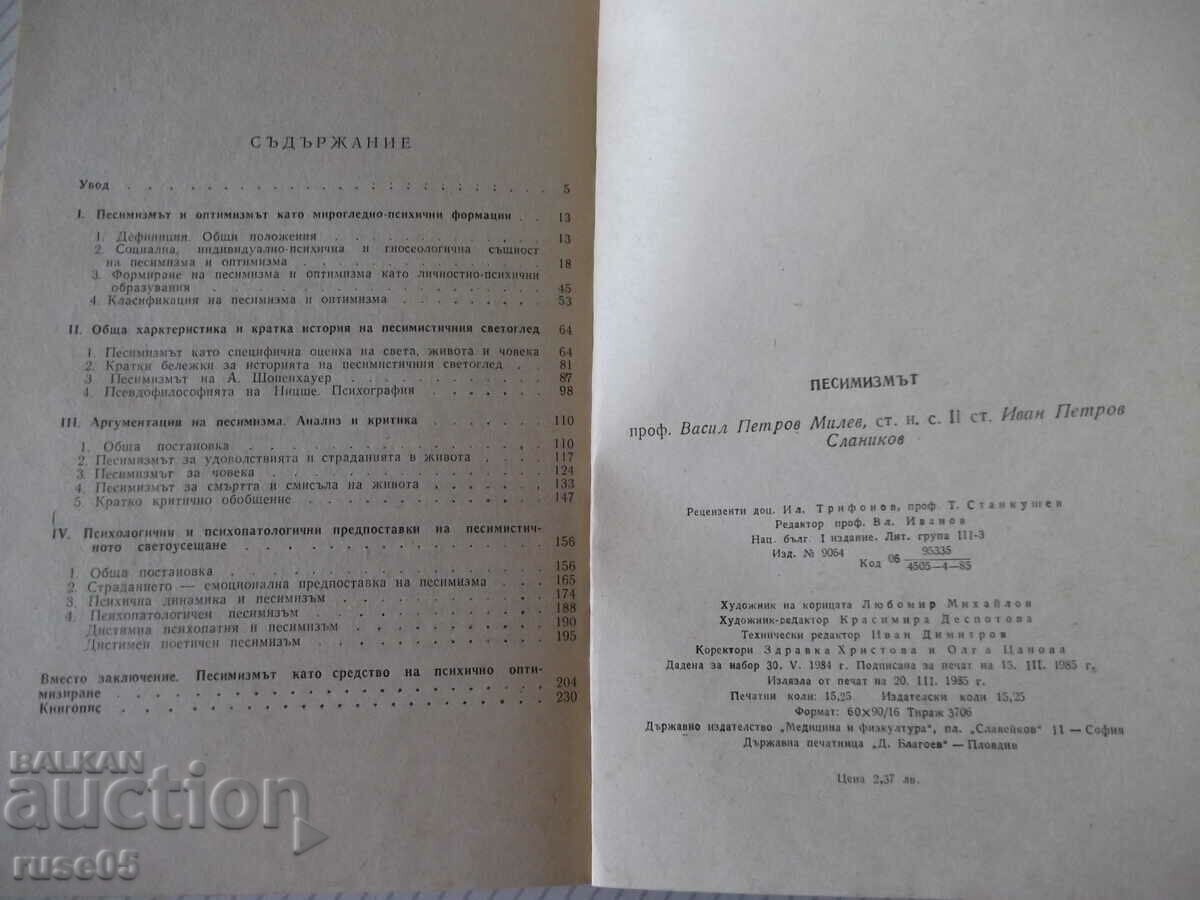 СЪДЪРЖАНИЕ
Увод . . . . . . . . . . . . . . . 5
I. Песимизмът и оптимизмът като мирогледно-психични формации . . 13
1. Дефиниция. Общи положения . . . . . . . . . 13
2. Социална, индивидуално-психична и гносеологична същност
на песимизма и оптимизма . . . . . . . . . 18
3. Формиране на песимизма и оптимизма като личностно-психични
образувания . . . . . . . . . . . . . 45
4. Класификация на песимизма и оптимизма . . . . . . . 53
II. Обща харктеристика и кратка история на песимистичния светоглед 64
1. Песимизмът като специфична оценка на света, живота и човека 64
2. Кратки бележки за историята на песимистичния светоглед . . 81
3 Песимизмът на А. Шопенхауер . . . . . . . . . 87
4. Псевдофилософията на Ницше. Психография . . . . . . 98
III. Аргументация на песимизма. Анализ и критика . . . . . . 110
1. Обща постановка . . . . . . . . . . . . 110
2. Песимизмът за удоволствията и страданията в живота . . . 117
3. Песимизмът за човека . . . . . . . . . . . 124
4. Песимизмът за смъртта и смисъла на живота . . . . . . 133
5. Кратко критично обобщение . . . . . . . . . . 147
IV. Психологични и психопатологични предпоставки на песимистич-
ното светоусещане . . . . . . . . . . . . 156
1. Обща постановка . . . . . . . . . . . . 156
2. Страданието — емоционална предпоставка на песимизма . . . 165
3. Психична динамика и песимизъм . . . . . . . . . 174
4. Психопатологичен песимизъм . . . . . . . . . . 188
Дистимна психопатия и песимизъм . . . . . . . . . 190
Дистимен поетичен песимизъм . . . . . . . . . . 195
Вместо заключение. Песимизмът като средство на психично опти-
мизиране . . . . . . . . . . . . . . . 204
Книгопис . . . . . . . . . . . . . . . 230
ПЕСИМИЗМЪТ
проф. Васил Петров Милев, ст. н. с. II ст. Иван Петров
Слаников
Рецензенти доц. Ил. Трифонов, проф. Т. Станкушев
Редактор проф. Вл. Иванов
Нац. бълг. I издание. Лит. група III-3
Изд. № 9064
Код 06 95335
4505—4—85
Художник на корицата Любомир Михайлов
Художник-редактор Красимира Деспотова
Технически редактор Иван Димитров
Коректори Здравка Христова и Олга Цанова
Дадена за набор 30. V. 1984 г. Подписана за печат на 15. III. 1985 г.
Излязла от печат на 20. III. 1985 г.
Печатни коли: 15,25 Издателски коли 15,25
Формат: 60×90/16 Тираж 3706
Държавно издателство „Медицина и физкултура“, пл. „Славейков“ 11 — София
Държавна печатница „Д. Благоев“ — Пловдив
Цена 2,37 лв.
BALKAN
auction
ruse05